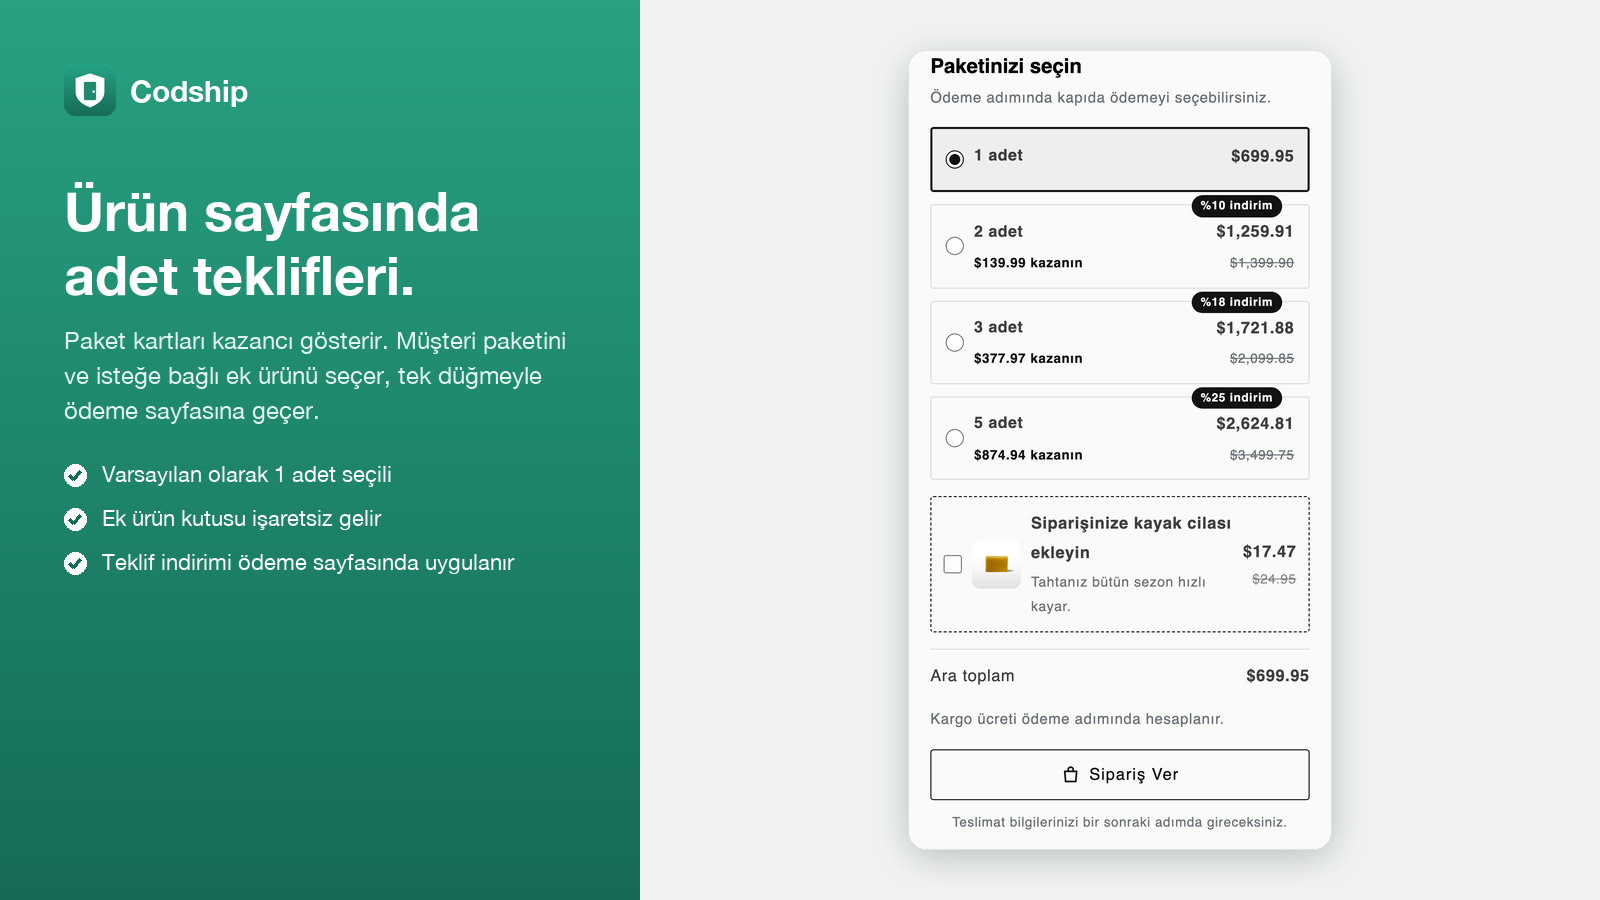 Codship
Ürün sayfasında
adet teklifleri.
Paket kartları kazancı gösterir. Müşteri paketini
ve isteğe bağlı ek ürünü seçer, tek düğmeyle
ödeme sayfasına geçer.
Varsayılan olarak 1 adet seçili
Ek ürün kutusu işaretsiz gelir
Teklif indirimi ödeme sayfasında uygulanır
Paketinizi seçin
Ödeme adımında kapıda ödemeyi seçebilirsiniz.
1 adet $699.95
%10 indirim
2 adet $1,259.91
$139.99 kazanın $1,399.90
%18 indirim
3 adet $1,721.88
$377.97 kazanın $2,099.85
%25 indirim
5 adet $2,624.81
$874.94 kazanın $3,499.75
Siparişinize kayak cilası
ekleyin $17.47
Tahtanız bütün sezon hızlı $24.95
kayar.
Ara toplam $699.95
Kargo ücreti ödeme adımında hesaplanır.
Sipariş Ver
Teslimat bilgilerinizi bir sonraki adımda gireceksiniz.